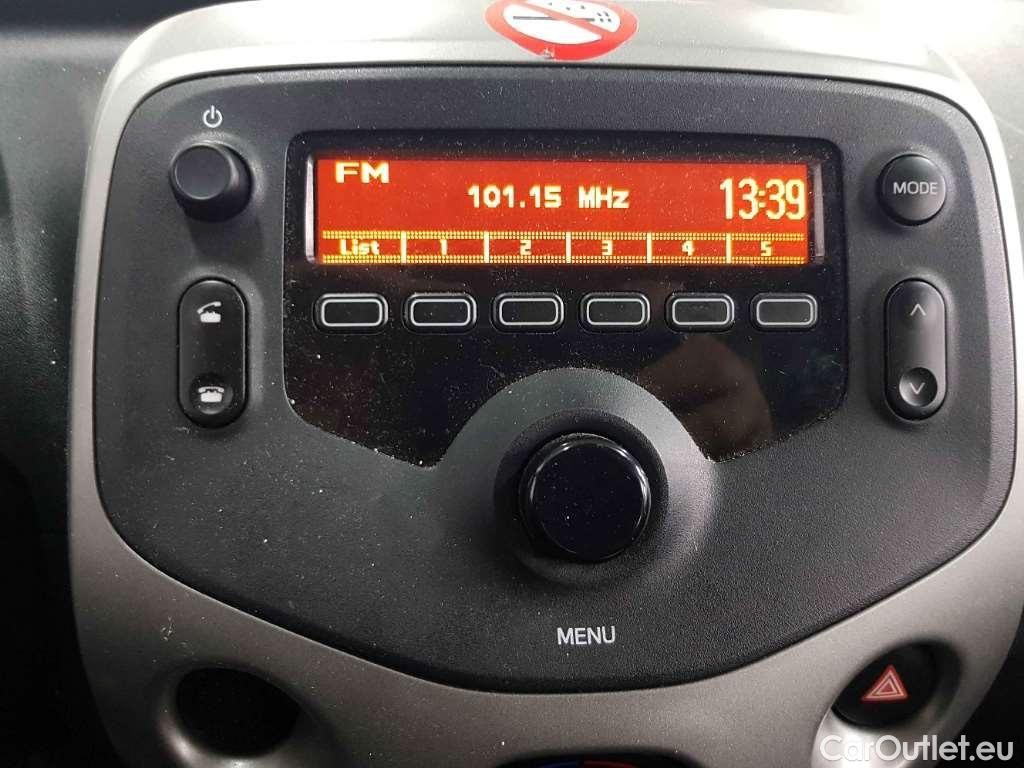 FM
101.15 MHz
13:39
List 1 2 3 4 5
MODE
MENU
CarOutlet.eu